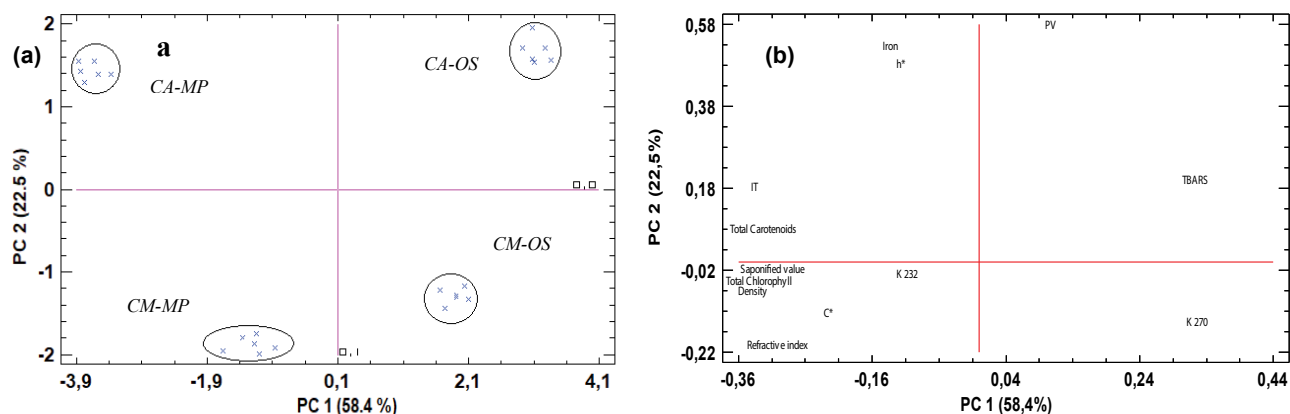 (a)
a
CA-MP
CA-OS
CM-OS
CM-MP
2
1
0
-1
-2
PC 2 (22.5 %)
-3,9
-1,9
0,1
2,1
4,1
PC 1 (58.4 %)
(b)
PV
Iron
h*
TBARS
IT
Total Carotenoids
Saponified value
K 232
Total Chlorophyll
Density
C*
K 270
Refractive index
0,58
0,38
0,18
-0,02
-0,22
PC 2 (22,5%)
-0,36
-0,16
0,04
0,24
0,44
PC 1 (58,4%)